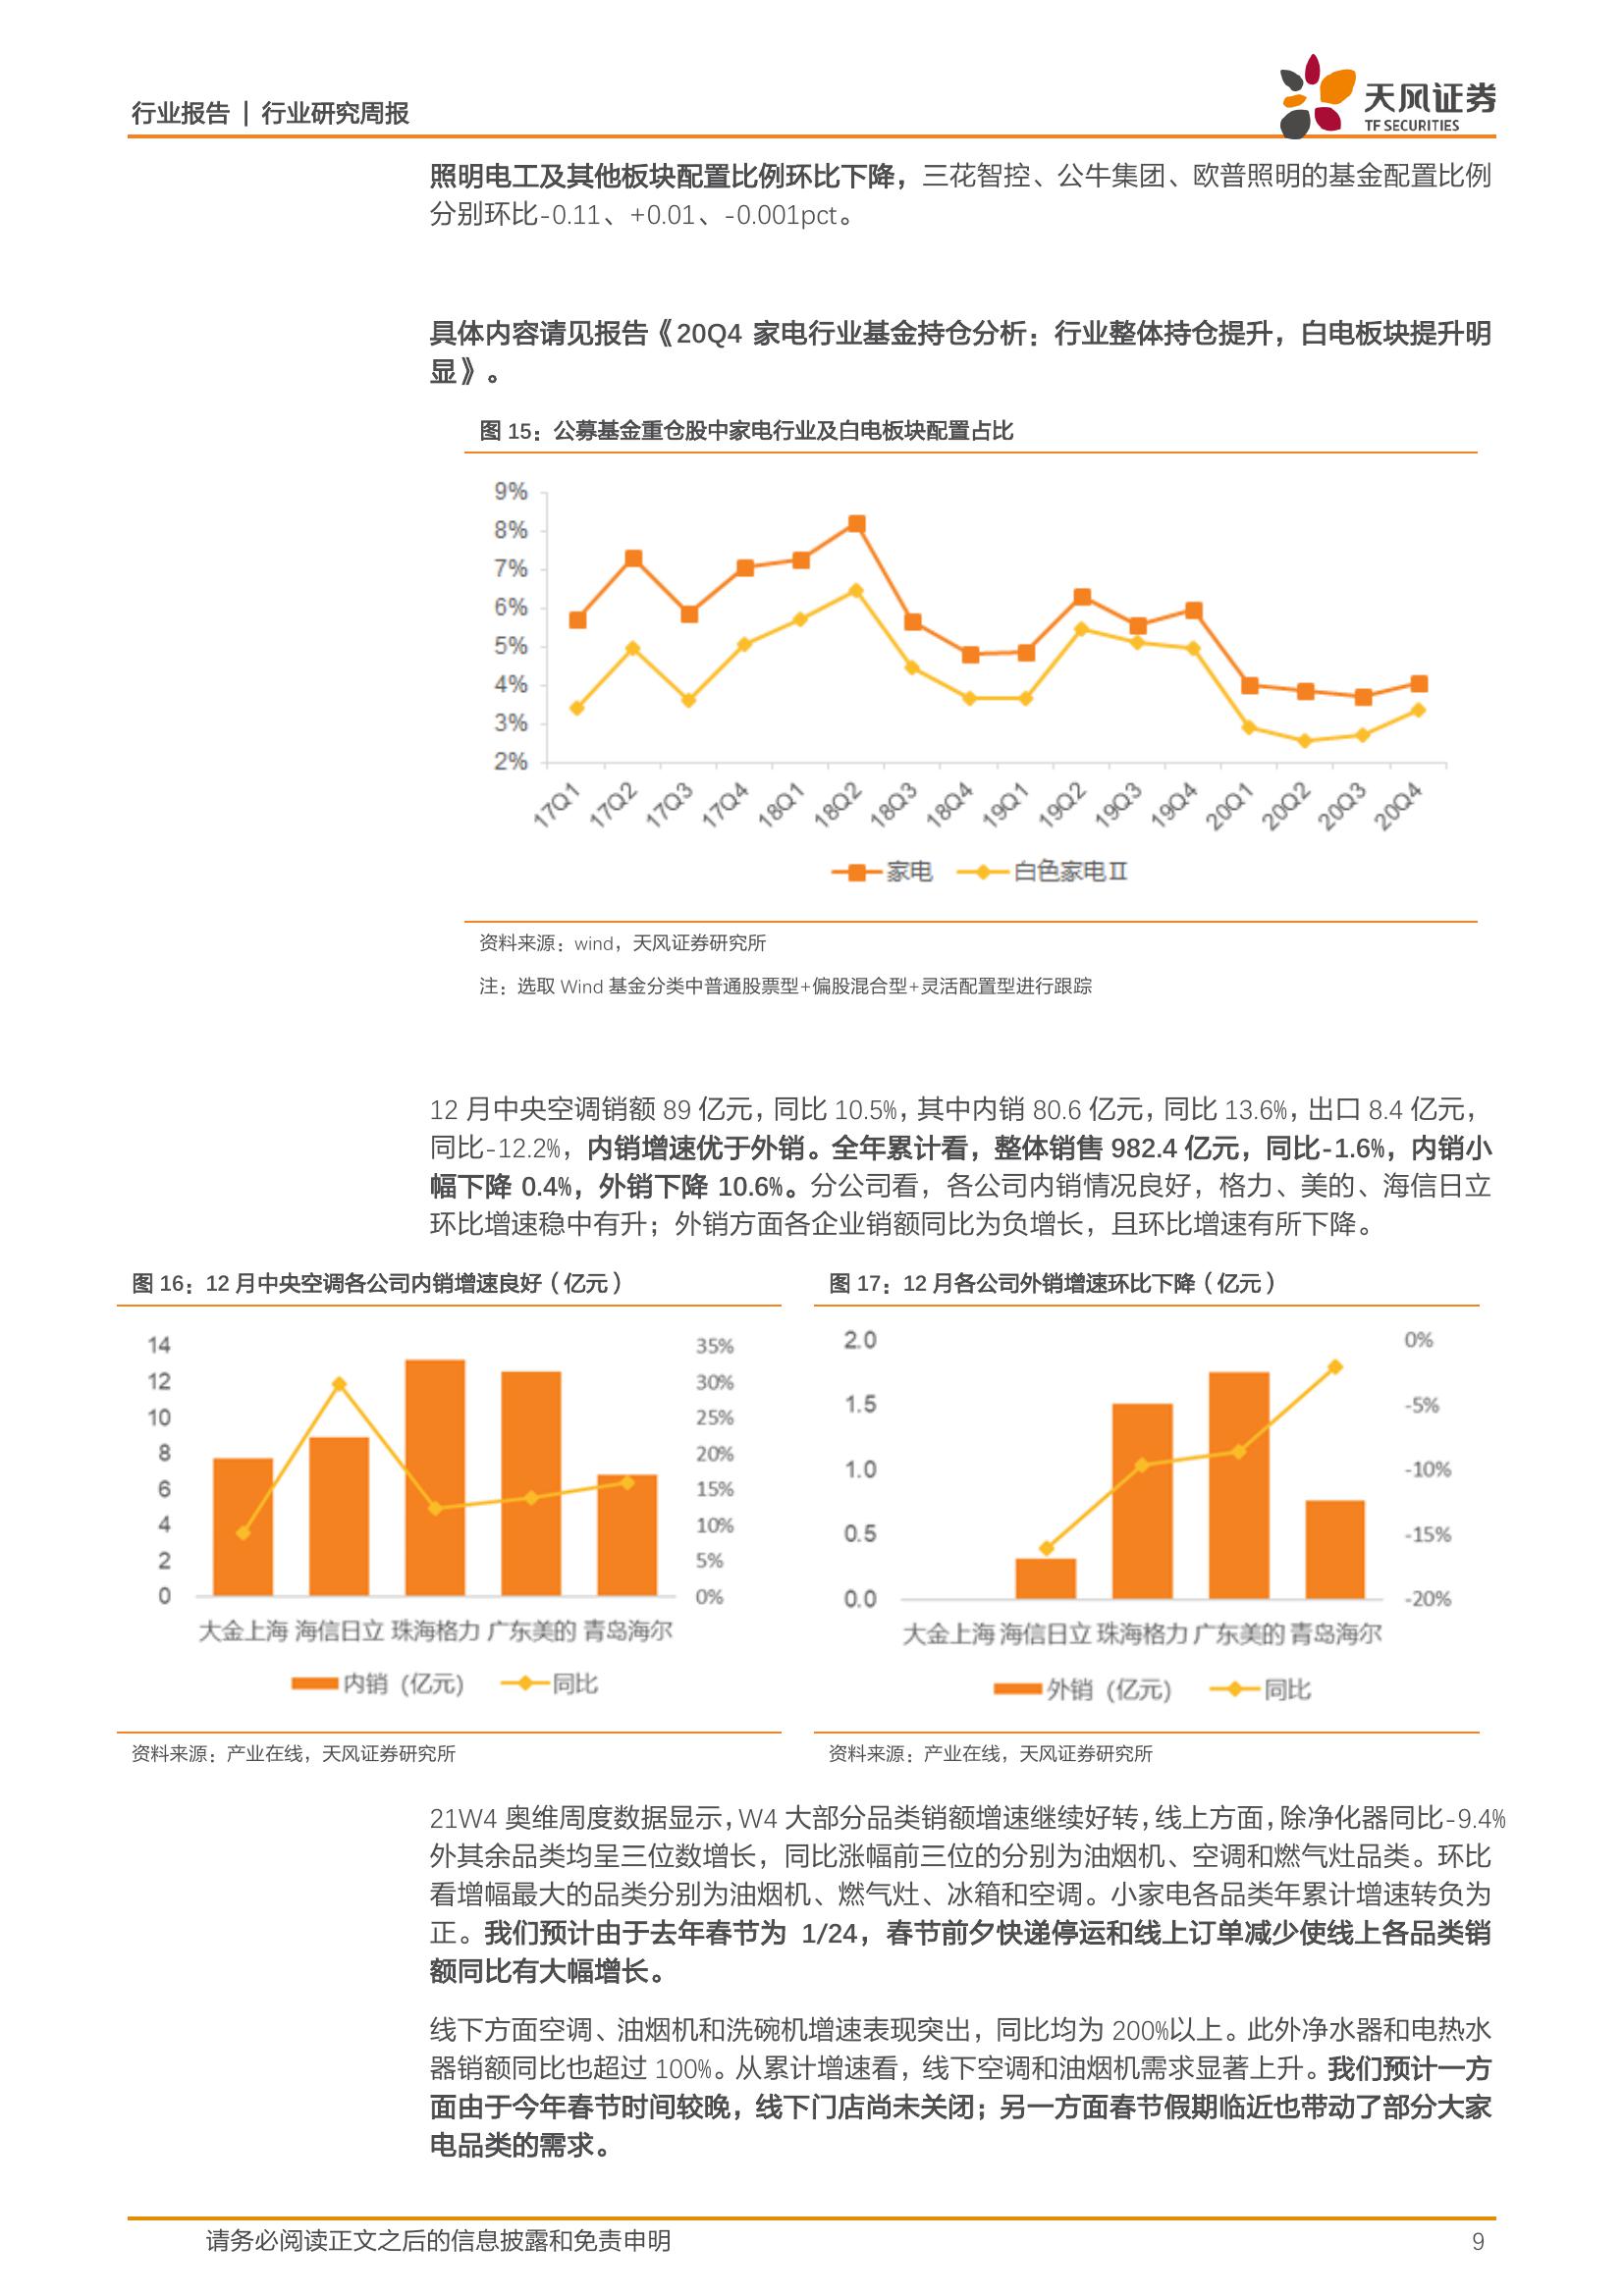 行业报告 | 行业研究周报
天风证券
TF SECURITIES
照明电工及其他板块配置比例环比下降，三花智控、公牛集团、欧普照明的基金配置比例
分别环比-0.11、+0.01、-0.001pct。
具体内容请见报告《20Q4 家电行业基金持仓分析：行业整体持仓提升，白电板块提升明
显》。
图 15：公募基金重仓股中家电行业及白电板块配置占比
9%
8%
7%
6%
5%
4%
3%
2%
17Q1 17Q2 17Q3 17Q4 18Q1 18Q2 18Q3 18Q4 19Q1 19Q2 19Q3 19Q4 20Q1 20Q2 20Q3 20Q4
家电 白色家电Ⅱ
资料来源：wind，天风证券研究所
注：选取 Wind 基金分类中普通股票型+偏股混合型+灵活配置型进行跟踪
12 月中央空调销额 89 亿元，同比 10.5%，其中内销 80.6 亿元，同比 13.6%，出口 8.4 亿元，
同比-12.2%，内销增速优于外销。全年累计看，整体销售 982.4 亿元，同比-1.6%，内销小
幅下降 0.4%，外销下降 10.6%。分公司看，各公司内销情况良好，格力、美的、海信日立
环比增速稳中有升；外销方面各企业销额同比为负增长，且环比增速有所下降。
图 16：12 月中央空调各公司内销增速良好（亿元）
14
12
10
8
6
4
2
0
35%
30%
25%
20%
15%
10%
5%
0%
大金上海 海信日立 珠海格力 广东美的 青岛海尔
内销（亿元） 同比
资料来源：产业在线，天风证券研究所
图 17：12 月各公司外销增速环比下降（亿元）
2.0
1.5
1.0
0.5
0.0
0%
-5%
-10%
-15%
-20%
大金上海 海信日立 珠海格力 广东美的 青岛海尔
外销（亿元） 同比
资料来源：产业在线，天风证券研究所
21W4 奥维周度数据显示，W4 大部分品类销额增速继续好转，线上方面，除净化器同比-9.4%
外其余品类均呈三位数增长，同比涨幅前三位的分别为油烟机、空调和燃气灶品类。环比
看增幅最大的品类分别为油烟机、燃气灶、冰箱和空调。小家电各品类年累计增速转负为
正。我们预计由于去年春节为 1/24，春节前夕快递停运和线上订单减少使线上各品类销
额同比有大幅增长。
线下方面空调、油烟机和洗碗机增速表现突出，同比均为 200%以上。此外净水器和电热水
器销额同比也超过 100%。从累计增速看，线下空调和油烟机需求显著上升。我们预计一方
面由于今年春节时间较晚，线下门店尚未关闭；另一方面春节假期临近也带动了部分大家
电品类的需求。
请务必阅读正文之后的信息披露和免责申明
9